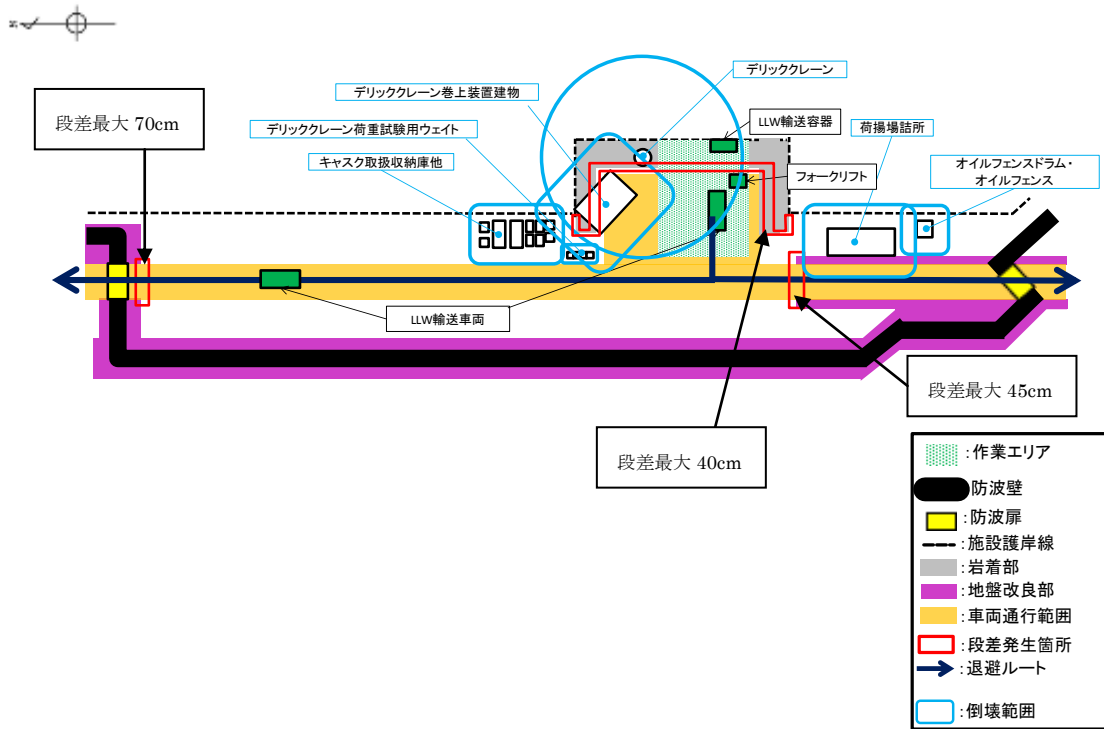 デリッククレーン
デリッククレーン巻上装置建物
段差最大 70cm
LLW輸送容器
荷揚場詰所
デリッククレーン荷重試験用ウェイト
キャスク取扱収納庫他
フォークリフト
オイルフェンスドラム・
オイルフェンス
LLW輸送車両
段差最大 45cm
段差最大 40cm
:作業エリア
防波壁
:防波扉
:施設護岸線
:岩着部
:地盤改良部
:車両通行範囲
:段差発生箇所
:退避ルート
:倒壊範囲